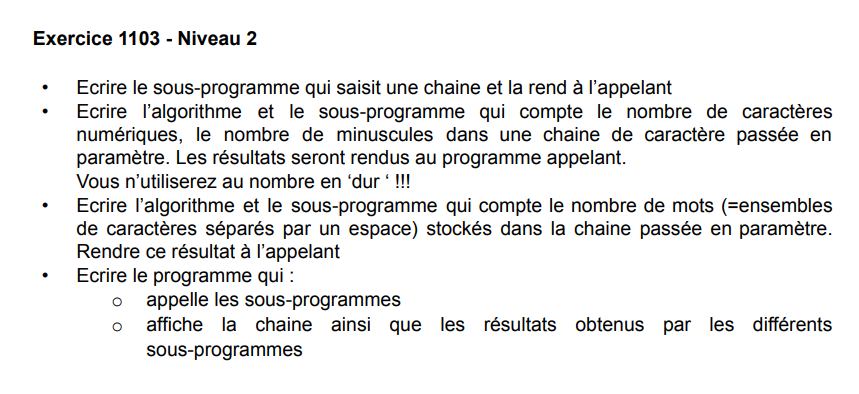 Exercice 1103 - Niveau 2
• Ecrire le sous-programme qui saisit une chaine et la rend à l’appelant
• Ecrire l’algorithme et le sous-programme qui compte le nombre de caractères
numériques, le nombre de minuscules dans une chaine de caractère passée en
paramètre. Les résultats seront rendus au programme appelant.
Vous n’utiliserez au nombre en ‘dur ‘ !!!
• Ecrire l’algorithme et le sous-programme qui compte le nombre de mots (=ensembles
de caractères séparés par un espace) stockés dans la chaine passée en paramètre.
Rendre ce résultat à l’appelant
• Ecrire le programme qui :
o appelle les sous-programmes
o affiche la chaine ainsi que les résultats obtenus par les différents
sous-programmes